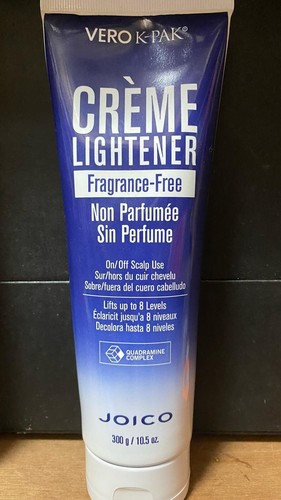 VERO K-PAK®
CRÈME
LIGHTENER
Fragrance-Free
Non Parfumée
Sin Perfume
On/Off Scalp Use
Sur/hors du cuir chevelu
Sobre/fuera del cuero cabelludo
Lifts up to 8 Levels
Éclaricit jusqu'a 8 niveaux
Decolora hasta 8 niveles
QUADRAMINE
COMPLEX
JOICO
300 g / 10.5 oz.